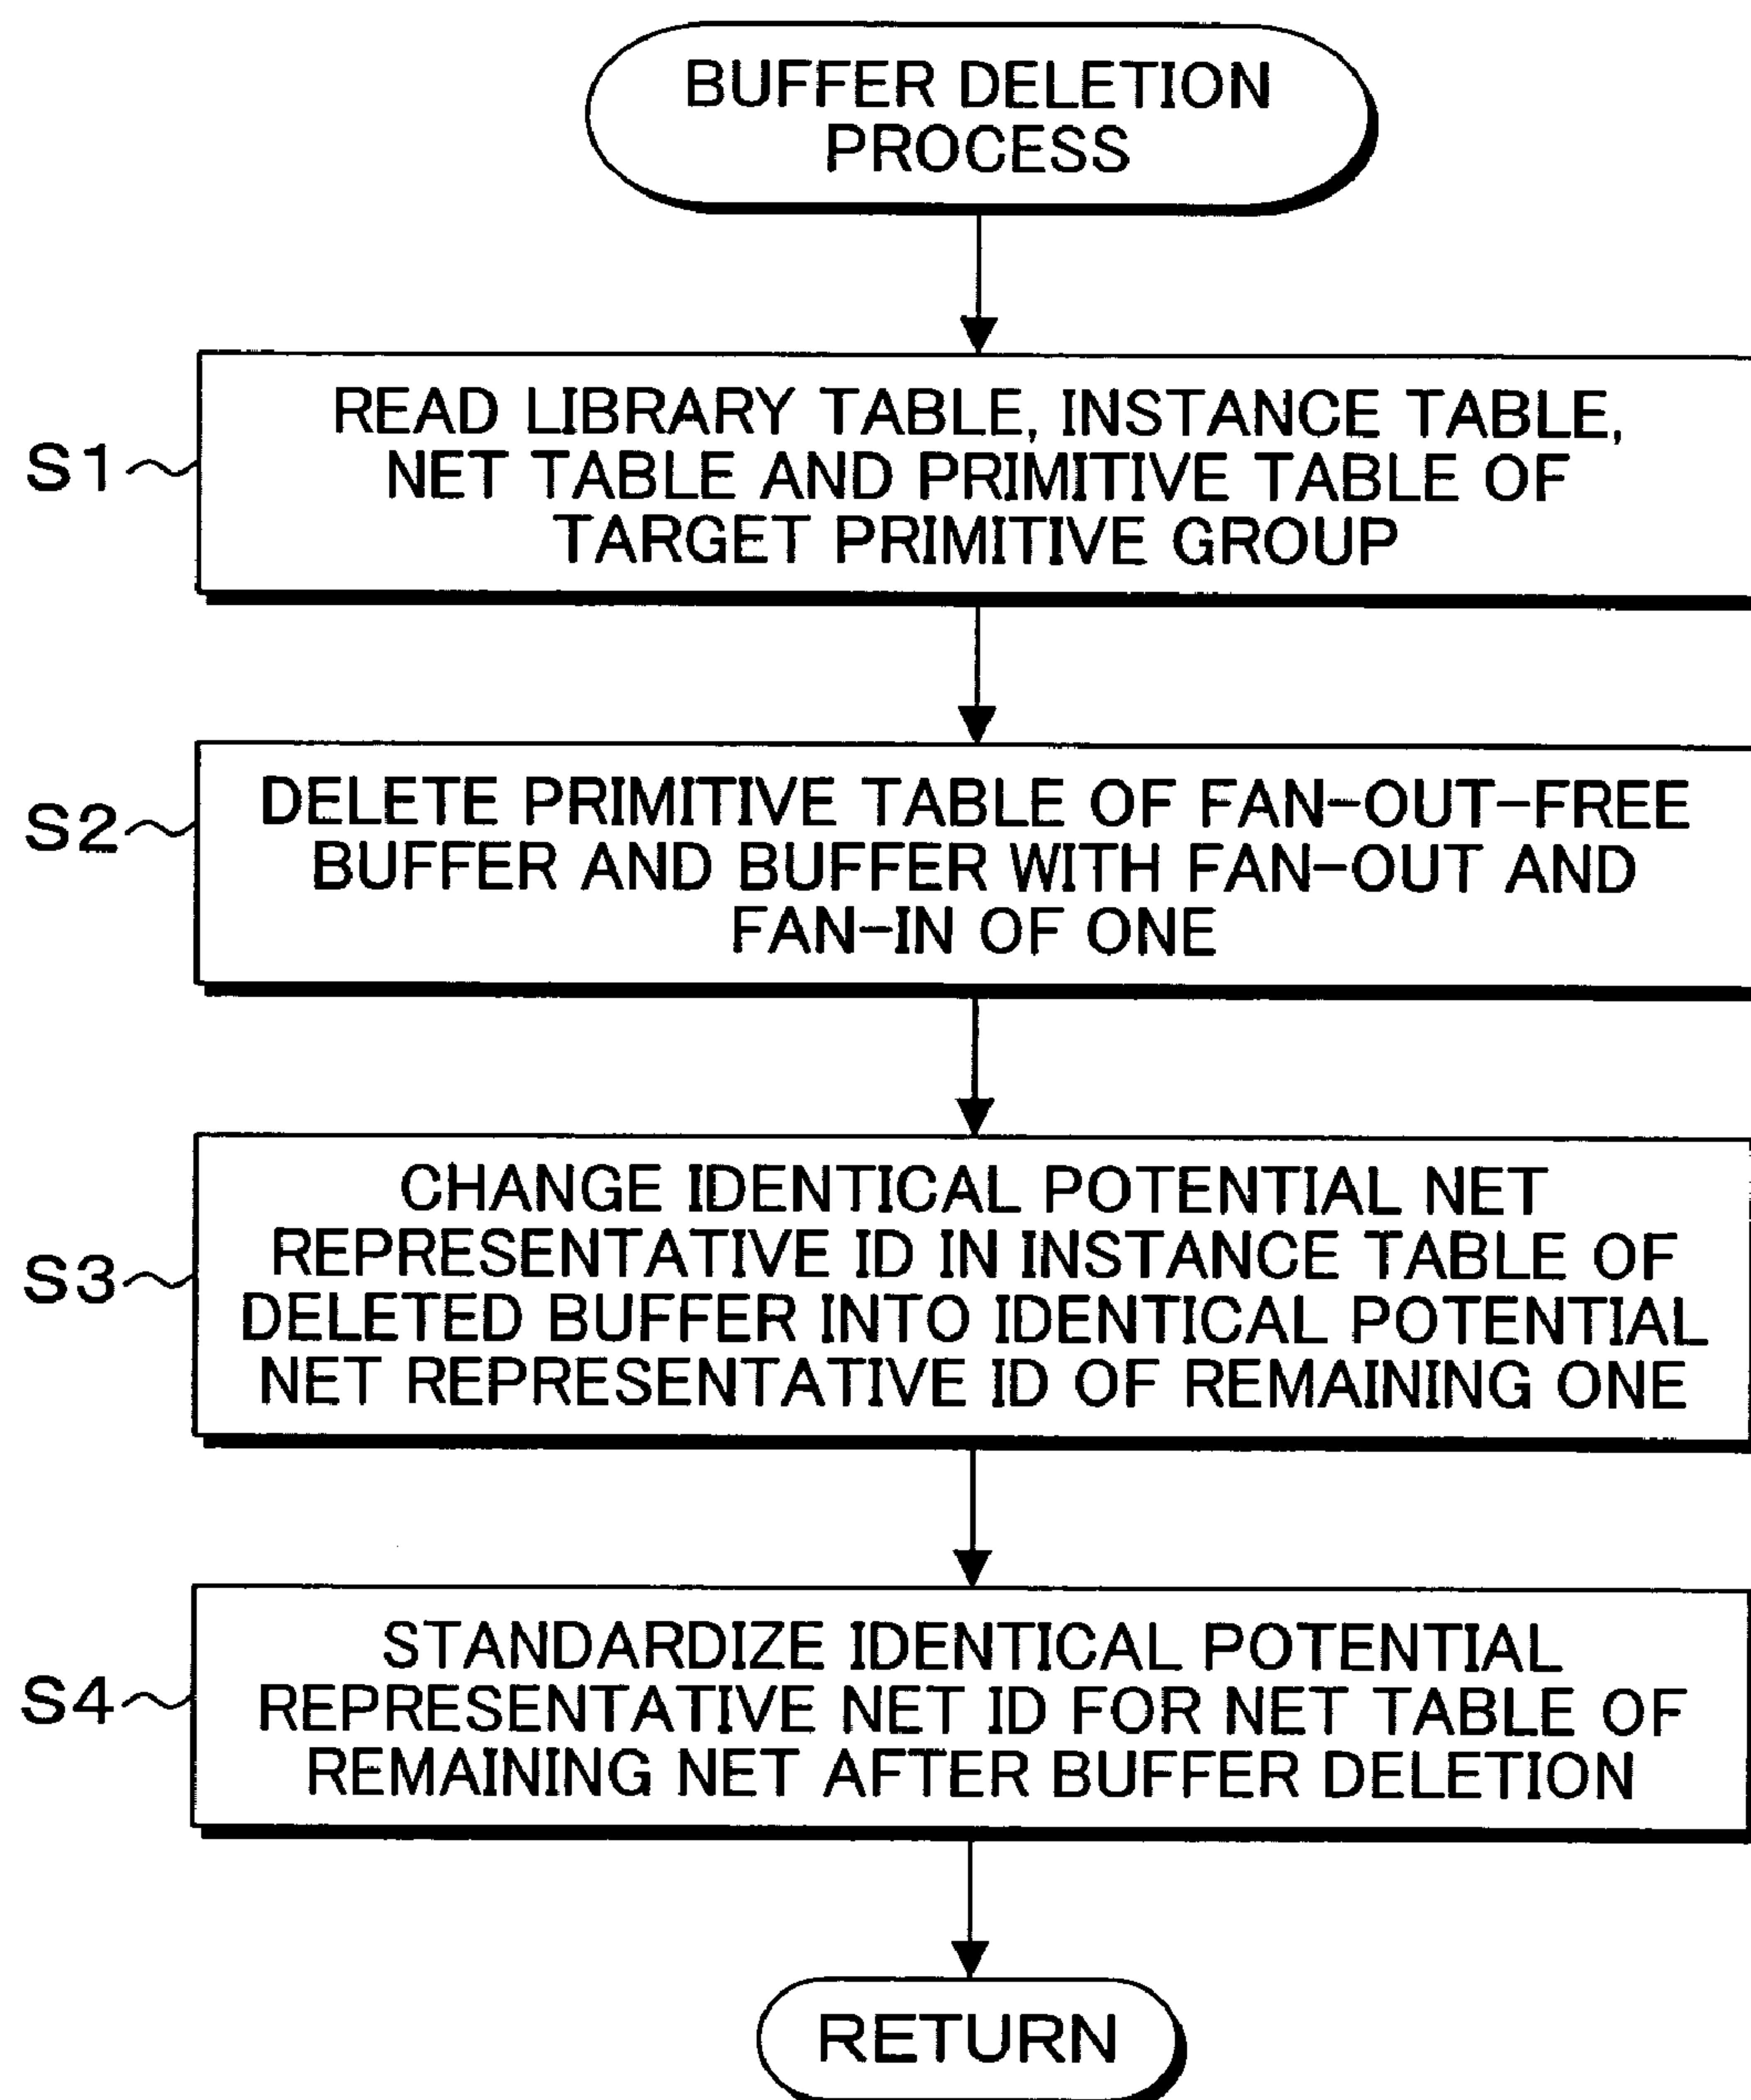 BUFFER DELETION
PROCESS
S1
READ LIBRARY TABLE, INSTANCE TABLE,
NET TABLE AND PRIMITIVE TABLE OF
TARGET PRIMITIVE GROUP
S2
DELETE PRIMITIVE TABLE OF FAN-OUT-FREE
BUFFER AND BUFFER WITH FAN-OUT AND
FAN-IN OF ONE
S3
CHANGE IDENTICAL POTENTIAL NET
REPRESENTATIVE ID IN INSTANCE TABLE OF
DELETED BUFFER INTO IDENTICAL POTENTIAL
NET REPRESENTATIVE ID OF REMAINING ONE
S4
STANDARDIZE IDENTICAL POTENTIAL
REPRESENTATIVE NET ID FOR NET TABLE OF
REMAINING NET AFTER BUFFER DELETION
RETURN